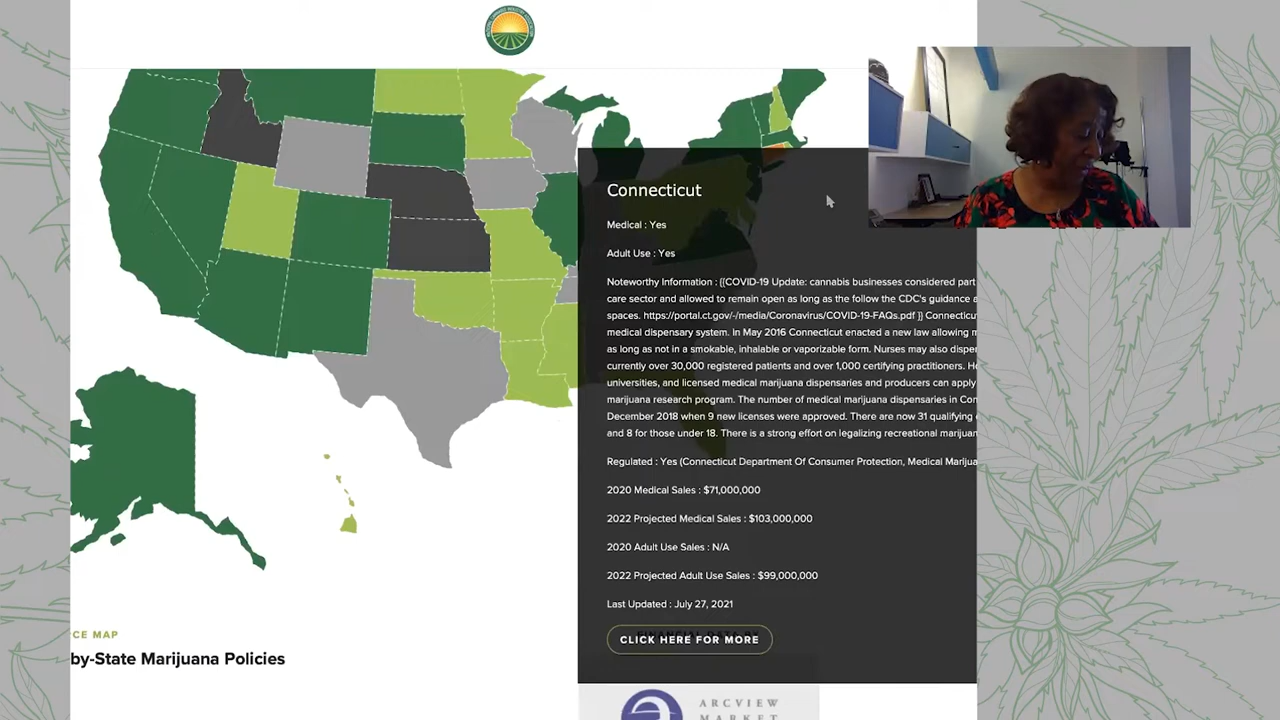 Connecticut
Medical : Yes
Adult Use : Yes
Noteworthy Information : {{COVID-19 Update: cannabis businesses considered part
care sector and allowed to remain open as long as the follow the CDC's guidance a
spaces. https://portal.ct.gov/-/media/Coronavirus/COVID-19-FAQs.pdf }} Connecticut
medical dispensary system. In May 2016 Connecticut enacted a new law allowing m
as long as not in a smokable, inhalable or vaporizable form. Nurses may also dispen
currently over 30,000 registered patients and over 1,000 certifying practitioners. He
universities, and licensed medical marijuana dispensaries and producers can apply
marijuana research program. The number of medical marijuana dispensaries in Con
December 2018 when 9 new licenses were approved. There are now 31 qualifying
and 8 for those under 18. There is a strong effort on legalizing recreational marijuan
Regulated : Yes (Connecticut Department Of Consumer Protection, Medical Marijua
2020 Medical Sales : $71,000,000
2022 Projected Medical Sales : $103,000,000
2020 Adult Use Sales : N/A
2022 Projected Adult Use Sales : $99,000,000
Last Updated : July 27, 2021
CLICK HERE FOR MORE
CE MAP
by-State Marijuana Policies
ARCVIEW
MARKET